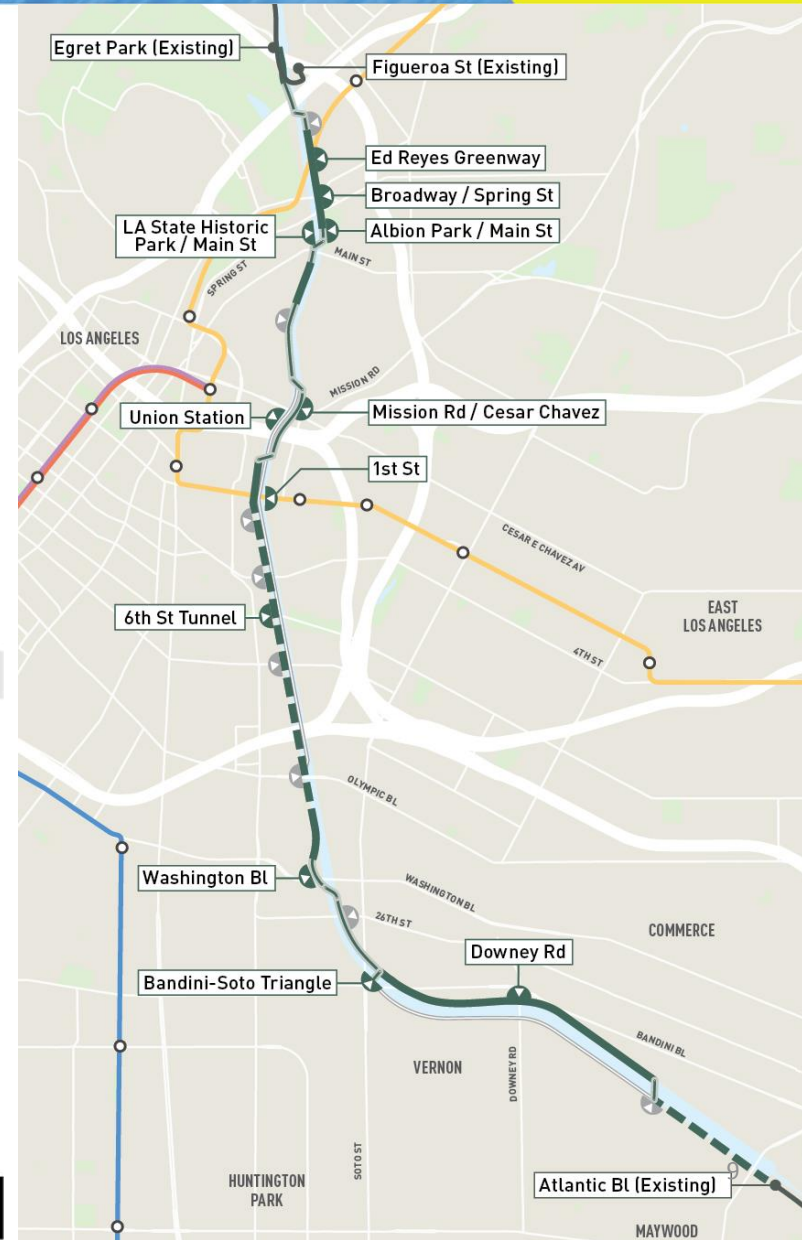 Egret Park (Existing)
Figueroa St (Existing)
Ed Reyes Greenway
Broadway / Spring St
LA State Historic
Park / Main St
Albion Park / Main St
MAIN ST
SPRING ST
LOS ANGELES
MISSION RD
Union Station
Mission Rd / Cesar Chavez
1st St
CESAR E CHAVEZ AV
EAST
LOS ANGELES
6th St Tunnel
4TH ST
OLYMPIC BL
Washington Bl
WASHINGTON BL
26TH ST
COMMERCE
Downey Rd
Bandini-Soto Triangle
BANDINI BL
VERNON
DOWNEY RD
SOTO ST
9
HUNTINGTON
PARK
Atlantic Bl (Existing)
MAYWOOD